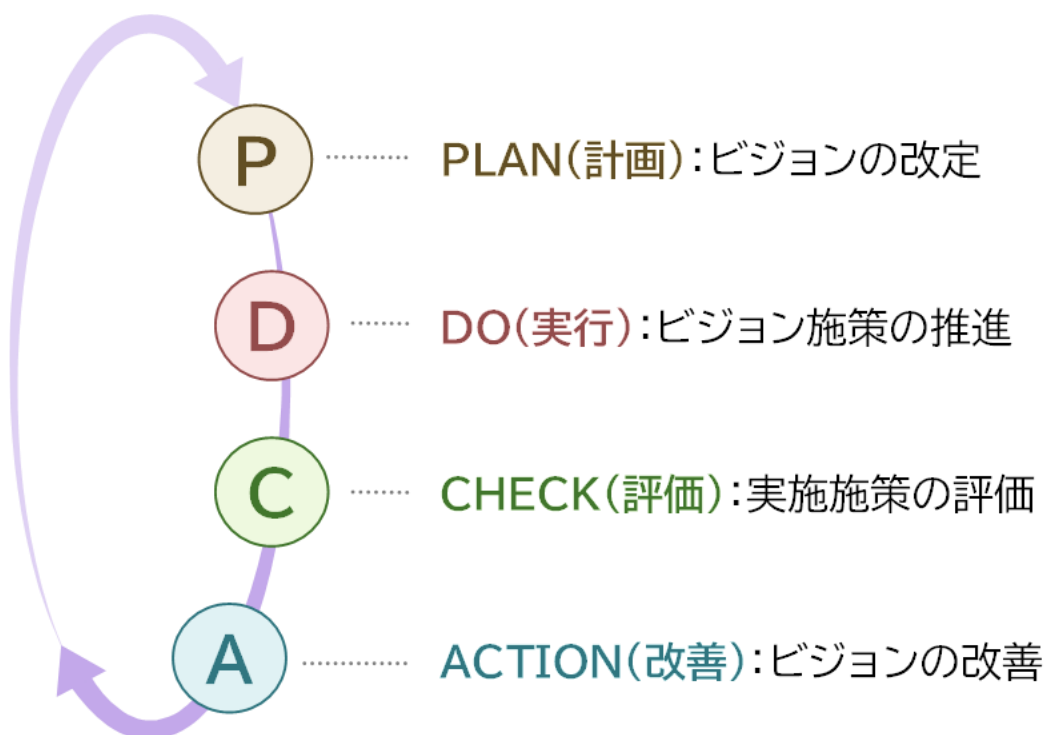 P PLAN(計画):ビジョンの改定
D DO(実行):ビジョン施策の推進
C CHECK(評価):実施施策の評価
A ACTION(改善):ビジョンの改善